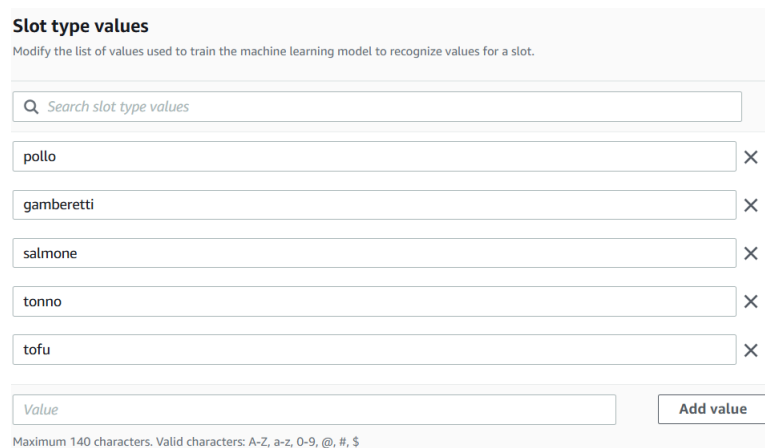 Slot type values
Modify the list of values used to train the machine learning model to recognize values for a slot.
Search slot type values
pollo
gamberetti
salmone
tonno
tofu
Value
Add value
Maximum 140 characters. Valid characters: A-Z, a-z, 0-9, @, #, $